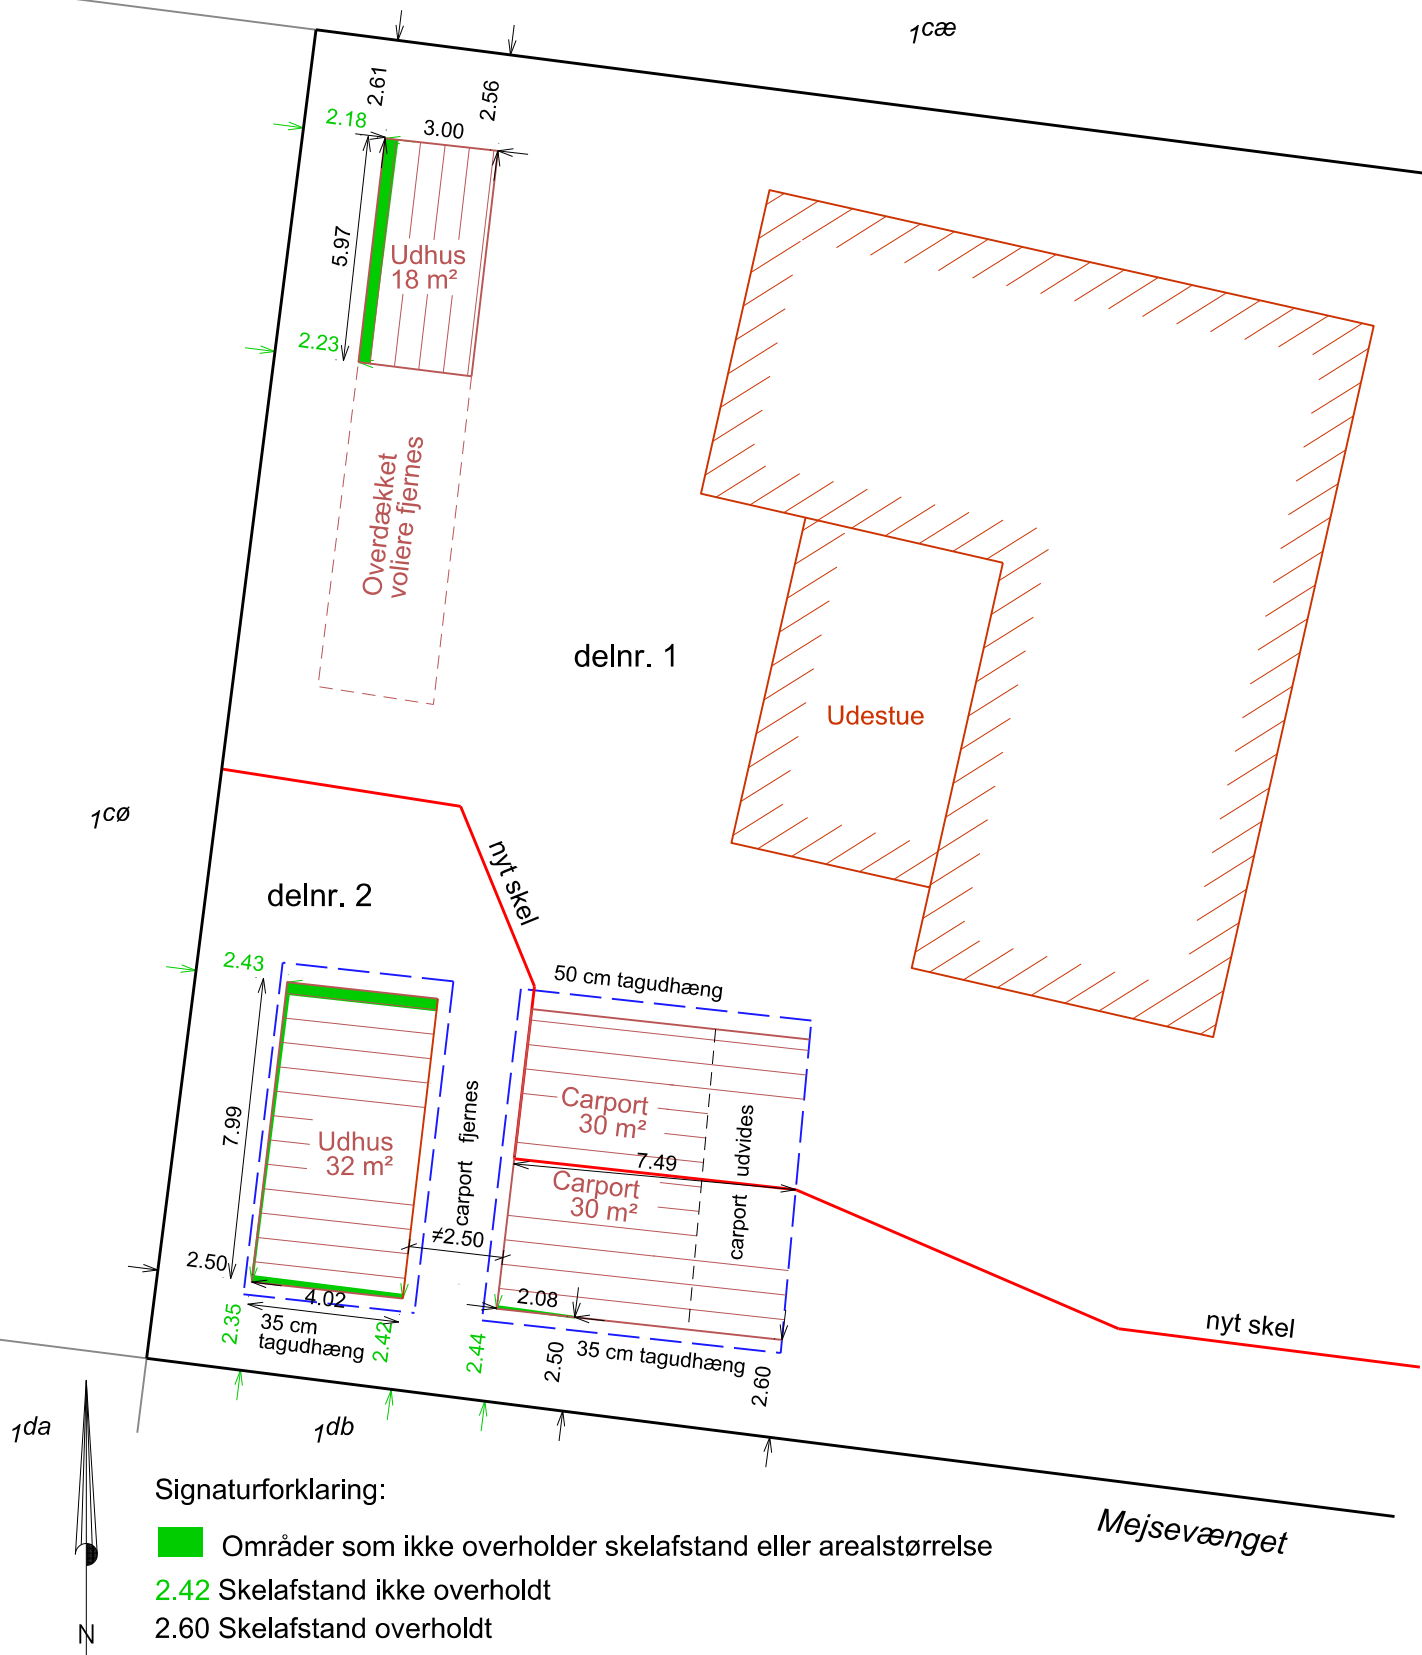 1cæ
2.61
2.56
2.18
3.00
5.97
Udhus
18 m²
2.23
Overdækket
voliere fjernes
delnr. 1
Udestue
1cø
nyt skel
delnr. 2
2.43
50 cm tagudhæng
7.99
Udhus
32 m²
carport fjernes
Carport
30 m²
7.49
Carport
30 m²
carport udvides
≠2.50
2.50
4.02
2.08
2.35
35 cm
tagudhæng
2.42
2.44
2.50
35 cm tagudhæng
2.60
nyt skel
1da
1db
Mejsevænget
Signaturforklaring:
Områder som ikke overholder skelafstand eller arealstørrelse
2.42 Skelafstand ikke overholdt
2.60 Skelafstand overholdt
N